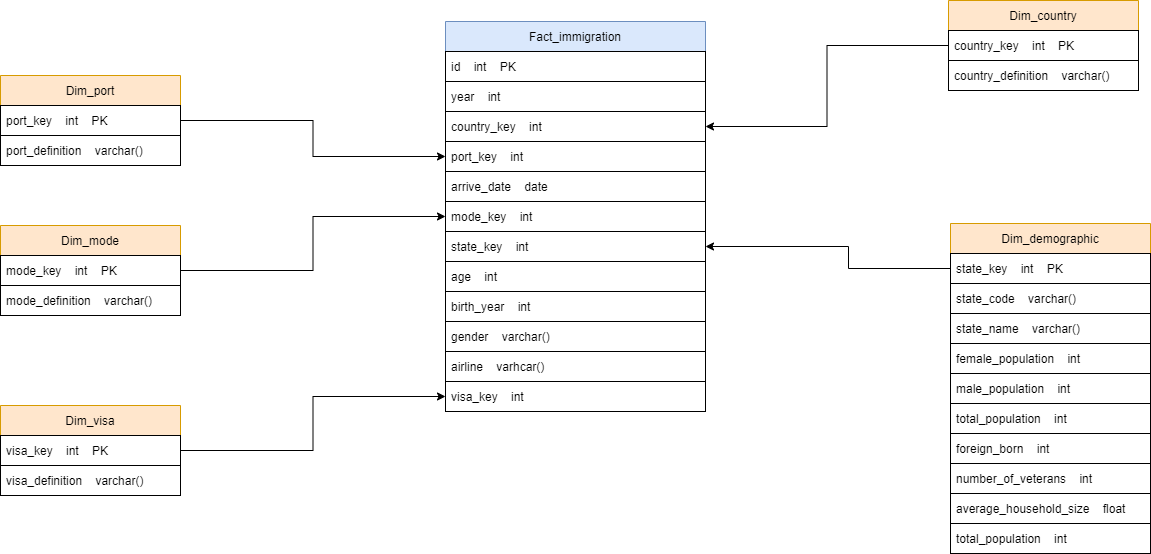 Dim_port
port_key int PK
port_definition varchar()
Dim_mode
mode_key int PK
mode_definition varchar()
Dim_visa
visa_key int PK
visa_definition varchar()
Fact_immigration
id int PK
year int
country_key int
port_key int
arrive_date date
mode_key int
state_key int
age int
birth_year int
gender varchar()
airline varhcar()
visa_key int
Dim_country
country_key int PK
country_definition varchar()
Dim_demographic
state_key int PK
state_code varchar()
state_name varchar()
female_population int
male_population int
total_population int
foreign_born int
number_of_veterans int
average_household_size float
total_population int